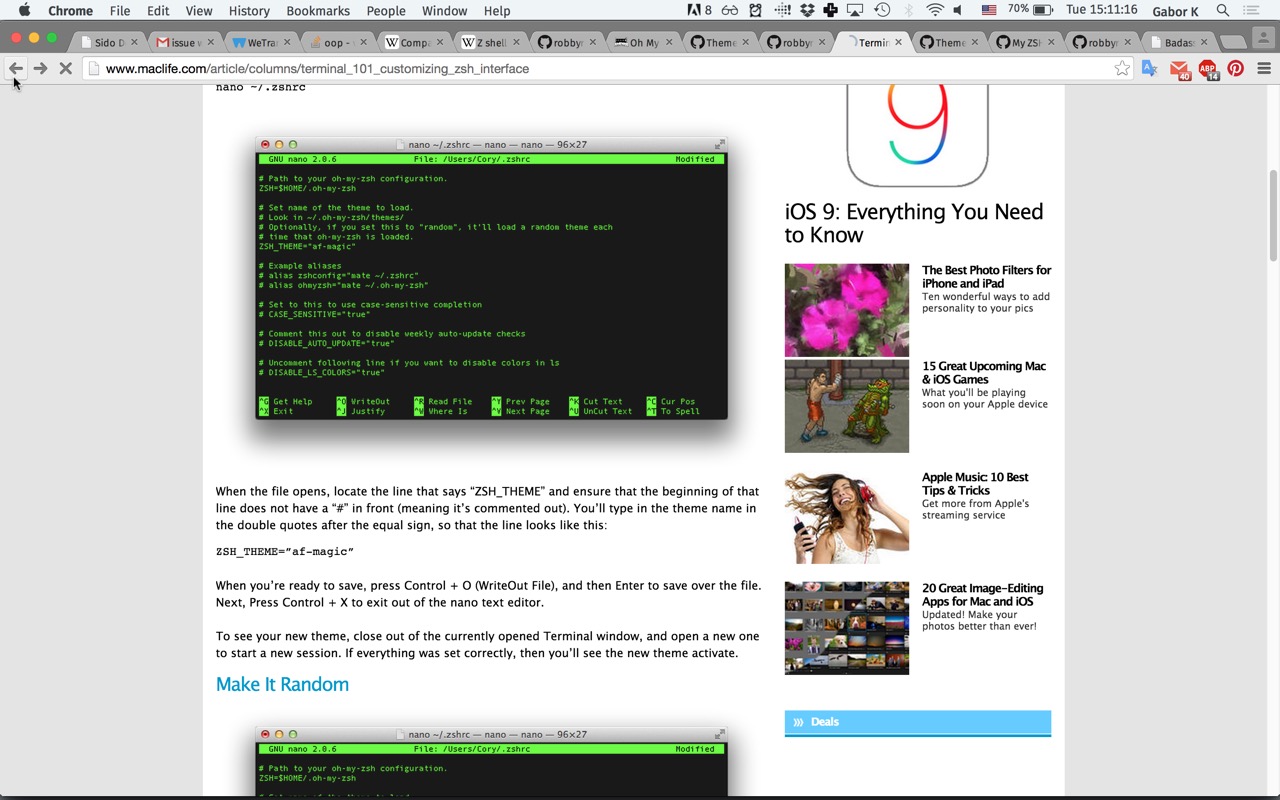 Chrome File Edit View History Bookmarks People Window Help 8 70% Tue 15:11:16 Gabor K
Sido D issue w WeTra oop - Compa Z shell robbyr Oh My Theme robbyr Termin Theme My ZSH robbyr Badas
www.maclife.com/article/columns/terminal_101_customizing_zsh_interface 40 ABP 14
nano ~/.zshrc
nano ~/.zshrc — nano — nano — 96×27
GNU nano 2.0.6 File: /Users/Cory/.zshrc Modified
# Path to your oh-my-zsh configuration.
ZSH=$HOME/.oh-my-zsh
# Set name of the theme to load.
# Look in ~/.oh-my-zsh/themes/
# Optionally, if you set this to "random", it'll load a random theme each
# time that oh-my-zsh is loaded.
ZSH_THEME="af-magic"
# Example aliases
# alias zshconfig="mate ~/.zshrc"
# alias ohmyzsh="mate ~/.oh-my-zsh"
# Set to this to use case-sensitive completion
# CASE_SENSITIVE="true"
# Comment this out to disable weekly auto-update checks
# DISABLE_AUTO_UPDATE="true"
# Uncomment following line if you want to disable colors in ls
# DISABLE_LS_COLORS="true"
^G Get Help ^O WriteOut ^R Read File ^Y Prev Page ^K Cut Text ^C Cur Pos
^X Exit ^J Justify ^W Where Is ^V Next Page ^U UnCut Text ^T To Spell
When the file opens, locate the line that says “ZSH_THEME” and ensure that the beginning of that
line does not have a “#” in front (meaning it’s commented out). You’ll type in the theme name in
the double quotes after the equal sign, so that the line looks like this:
ZSH_THEME=”af-magic”
When you’re ready to save, press Control + O (WriteOut File), and then Enter to save over the file.
Next, Press Control + X to exit out of the nano text editor.
To see your new theme, close out of the currently opened Terminal window, and open a new one
to start a new session. If everything was set correctly, then you’ll see the new theme activate.
Make It Random
nano ~/.zshrc — nano — nano — 96×27
GNU nano 2.0.6 File: /Users/Cory/.zshrc Modified
# Path to your oh-my-zsh configuration.
ZSH=$HOME/.oh-my-zsh
9
iOS 9: Everything You Need
to Know
The Best Photo Filters for
iPhone and iPad
Ten wonderful ways to add
personality to your pics
15 Great Upcoming Mac
& iOS Games
What you'll be playing
soon on your Apple device
Apple Music: 10 Best
Tips & Tricks
Get more from Apple's
streaming service
20 Great Image-Editing
Apps for Mac and iOS
Updated! Make your
photos better than ever!
Deals